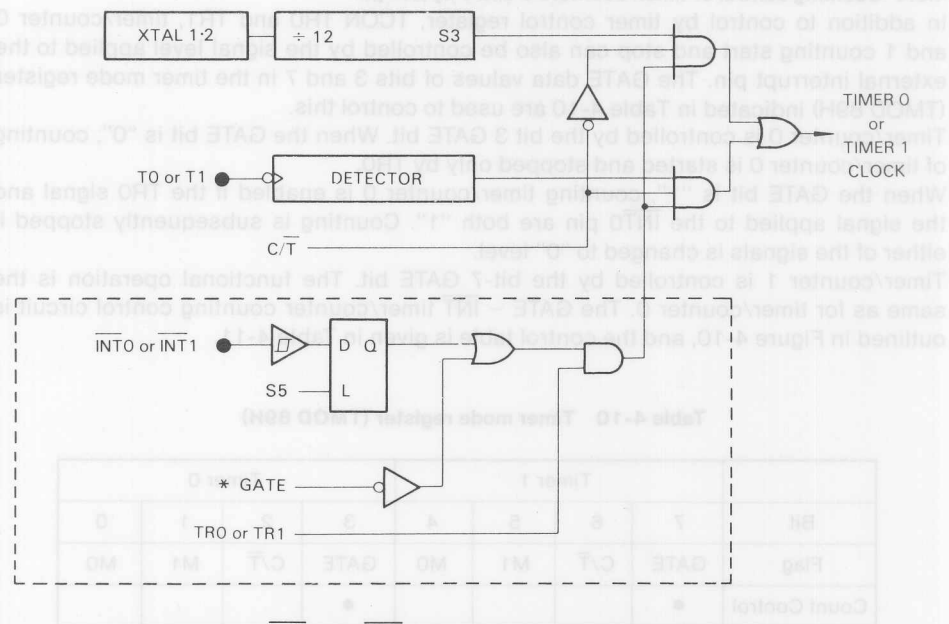 XTAL 1·2
÷ 12 S3
TIMER 0
or
TIMER 1
CLOCK
T0 or T1
DETECTOR
C/T̅
I̅N̅T̅0 or I̅N̅T̅1
D Q
S5
L
* GATE
TR0 or TR1
in addition to control by timer control register, TCON TR0 and TR1, timer/counter 0
and 1 counting start and stop can also be controlled by the signal level applied to the
external interrupt pin. The GATE data values of bits 3 and 7 in the timer mode register
(TMOD 89H) indicated in Table 4-10 are used to control this.
Timer/counter 0 is controlled by the bit 3 GATE bit. When the GATE bit is "0", counting
of timer/counter 0 is started and stopped only by TR0.
When the GATE bit is "1", counting timer/counter 0 is enabled if the TR0 signal and
the signal applied to the I̅N̅T̅0 pin are both "1". Counting is subsequently stopped if
either of the signals is changed to "0" level.
Timer/counter 1 is controlled by the bit-7 GATE bit. The functional operation is the
same as for timer/counter 0. The GATE – INT timer/counter counting control circuit is
outlined in Figure 4-10, and the control table is given in Table 4-11.
Table 4-10 Timer mode register (TMOD 89H)
Timer 1 Timer 0
Bit 7 6 5 4 3 2 1 0
Flag GATE C/T̅ M1 M0 GATE C/T̅ M1 M0
Count Control ● ●